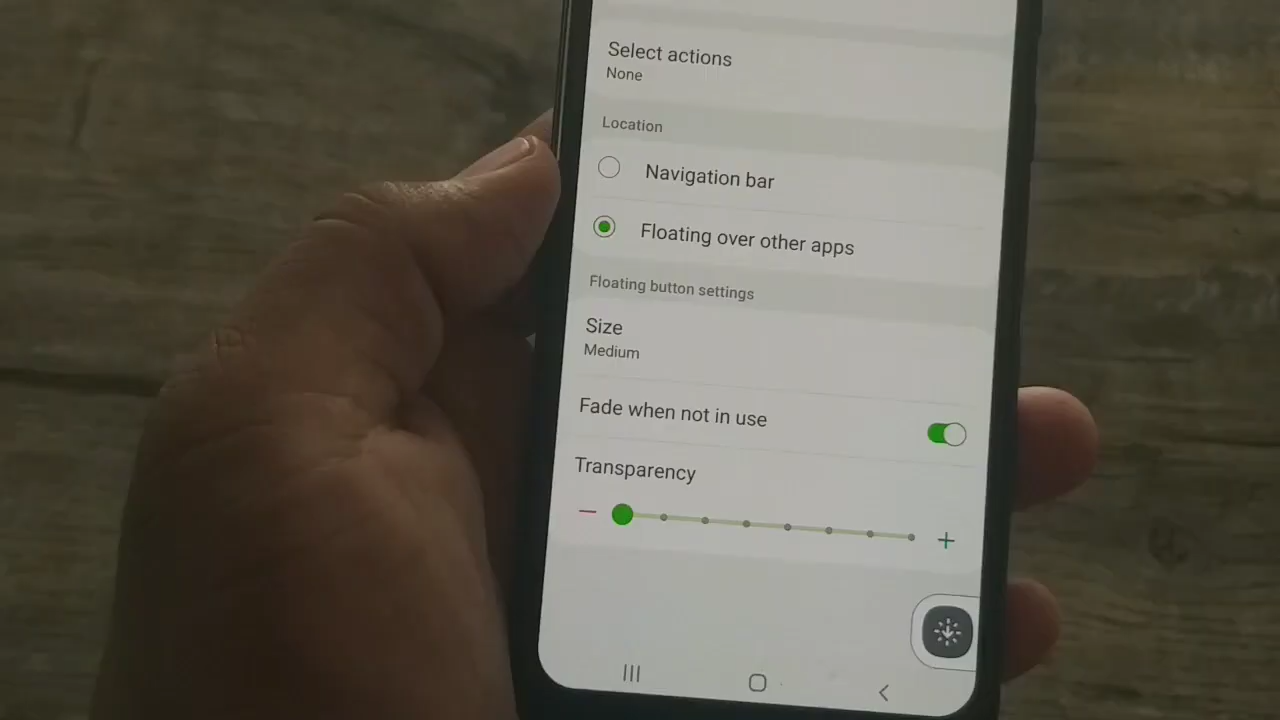 Select actions
None
Location
Navigation bar
Floating over other apps
Floating button settings
Size
Medium
Fade when not in use
Transparency